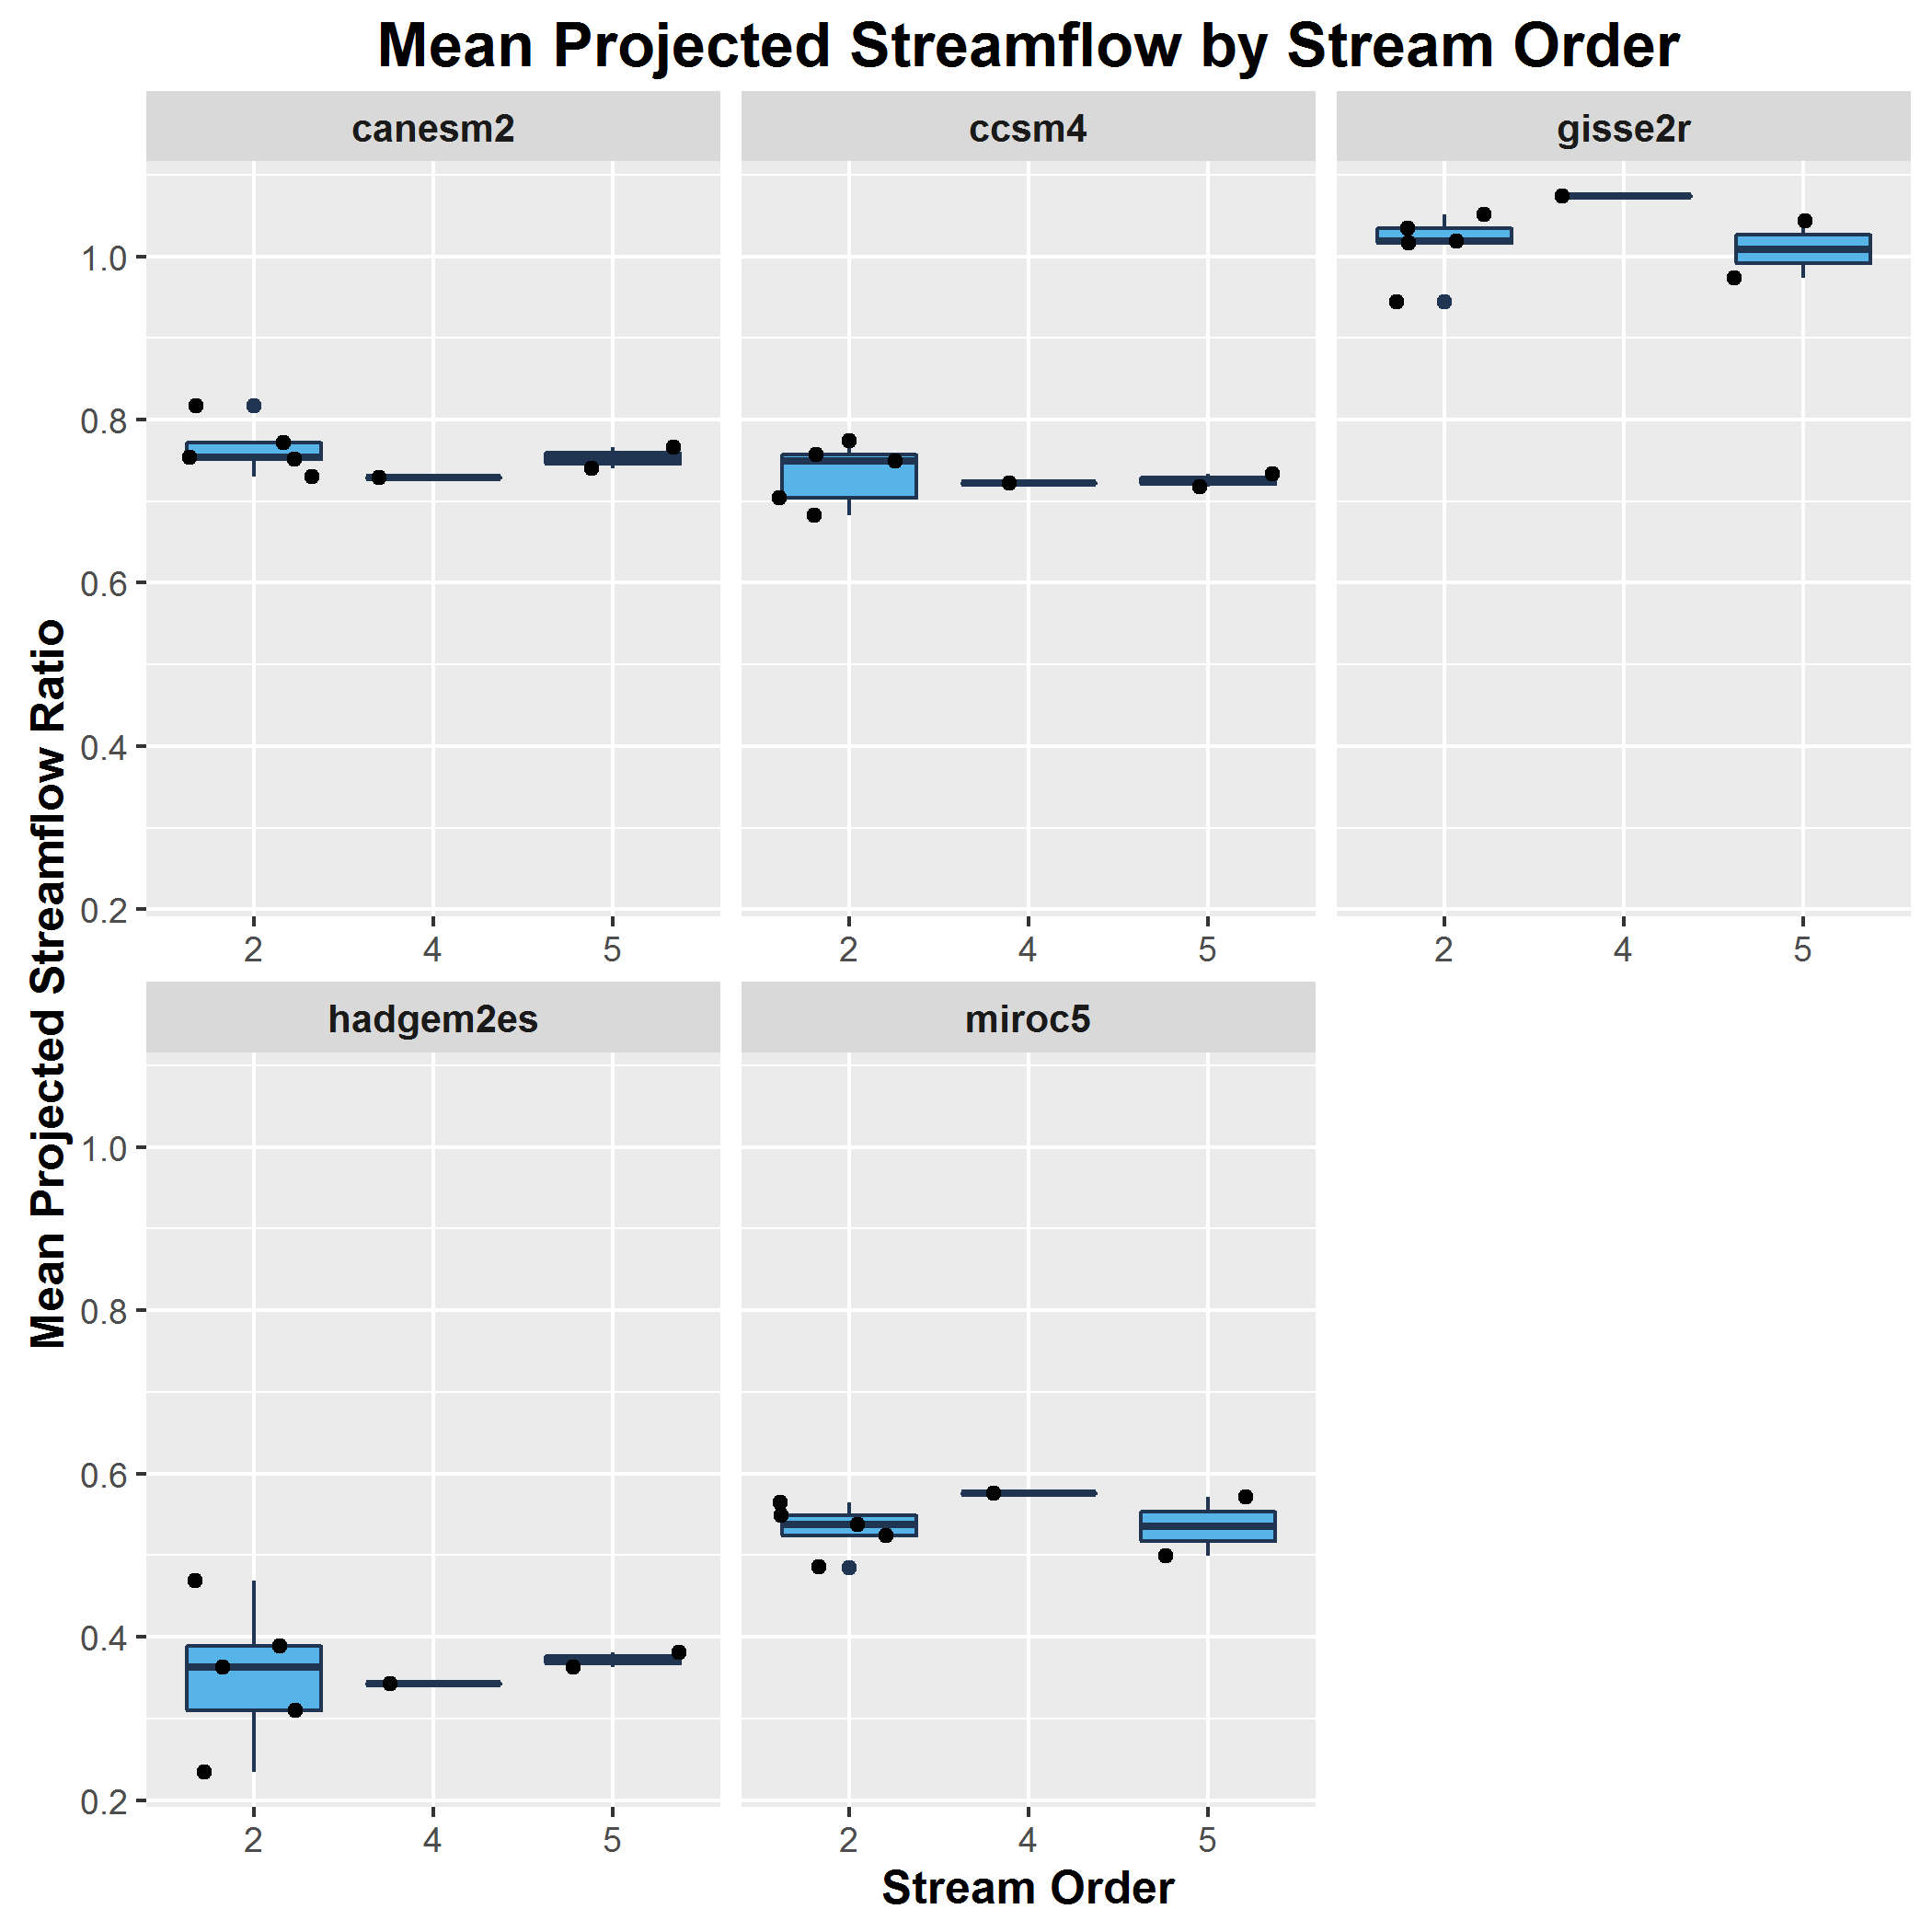 Mean Projected Streamflow by Stream Order
canesm2
ccsm4
gisse2r
Mean Projected Streamflow Ratio
1.0
0.8
0.6
0.4
0.2
2 4 5
2 4 5
2 4 5
hadgem2es
miroc5
1.0
0.8
0.6
0.4
0.2
2 4 5
2 4 5
Stream Order